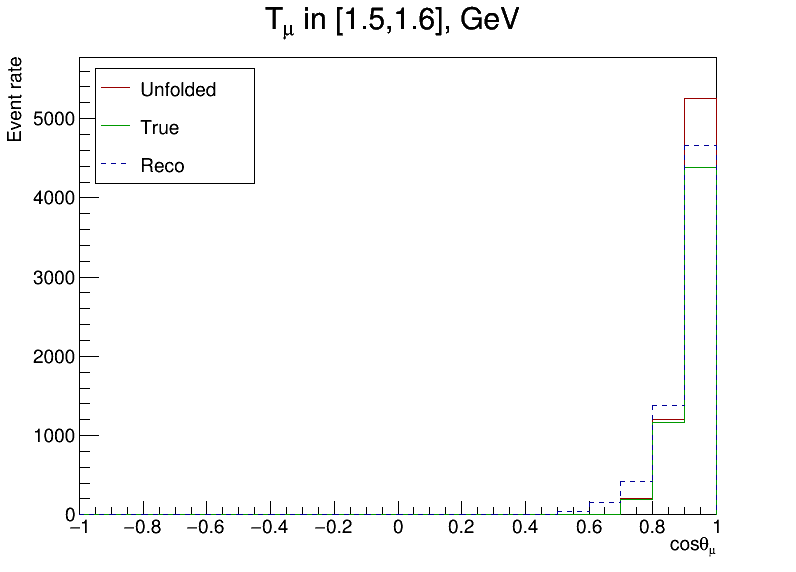 T_μ in [1.5,1.6], GeV
Event rate
Unfolded
True
Reco
5000
4000
3000
2000
1000
0
−1 −0.8 −0.6 −0.4 −0.2 0 0.2 0.4 0.6 0.8 1
cosθ_μ